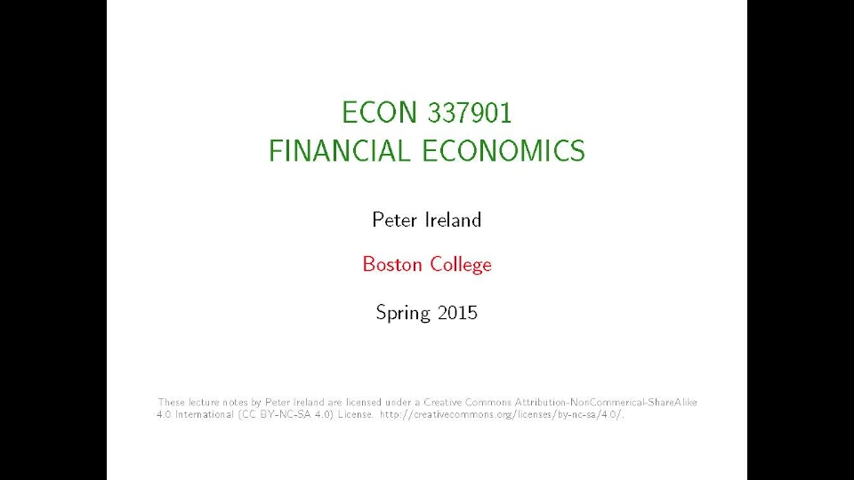 ECON 337901
FINANCIAL ECONOMICS
Peter Ireland
Boston College
Spring 2015
These lecture notes by Peter Ireland are licensed under a Creative Commons Attribution-NonCommerical-ShareAlike
4.0 International (CC BY-NC-SA 4.0) License. http://creativecommons.org/licenses/by-nc-sa/4.0/.